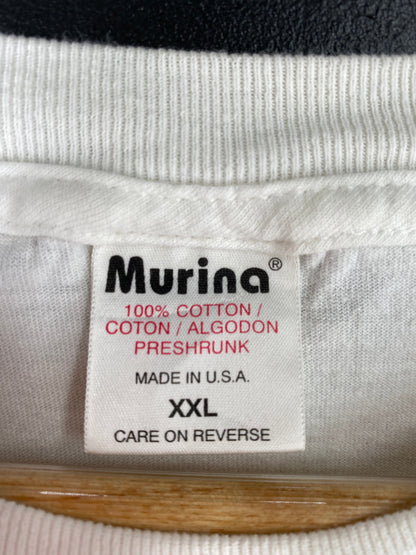 Murina®
100% COTTON /
COTON / ALGODON
PRESHRUNK
MADE IN U.S.A.
XXL
CARE ON REVERSE